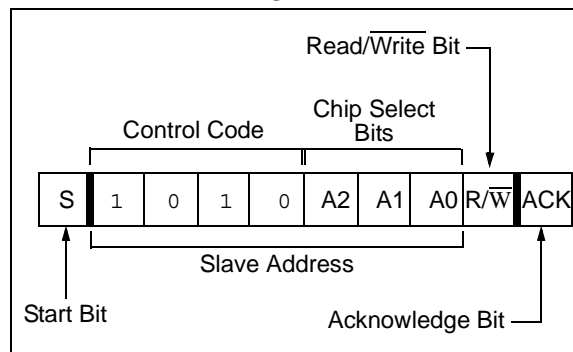 Read/Write Bit
Chip Select
Control Code Bits
S 1 0 1 0 A2 A1 A0 R/W ACK
Slave Address
Start Bit
Acknowledge Bit